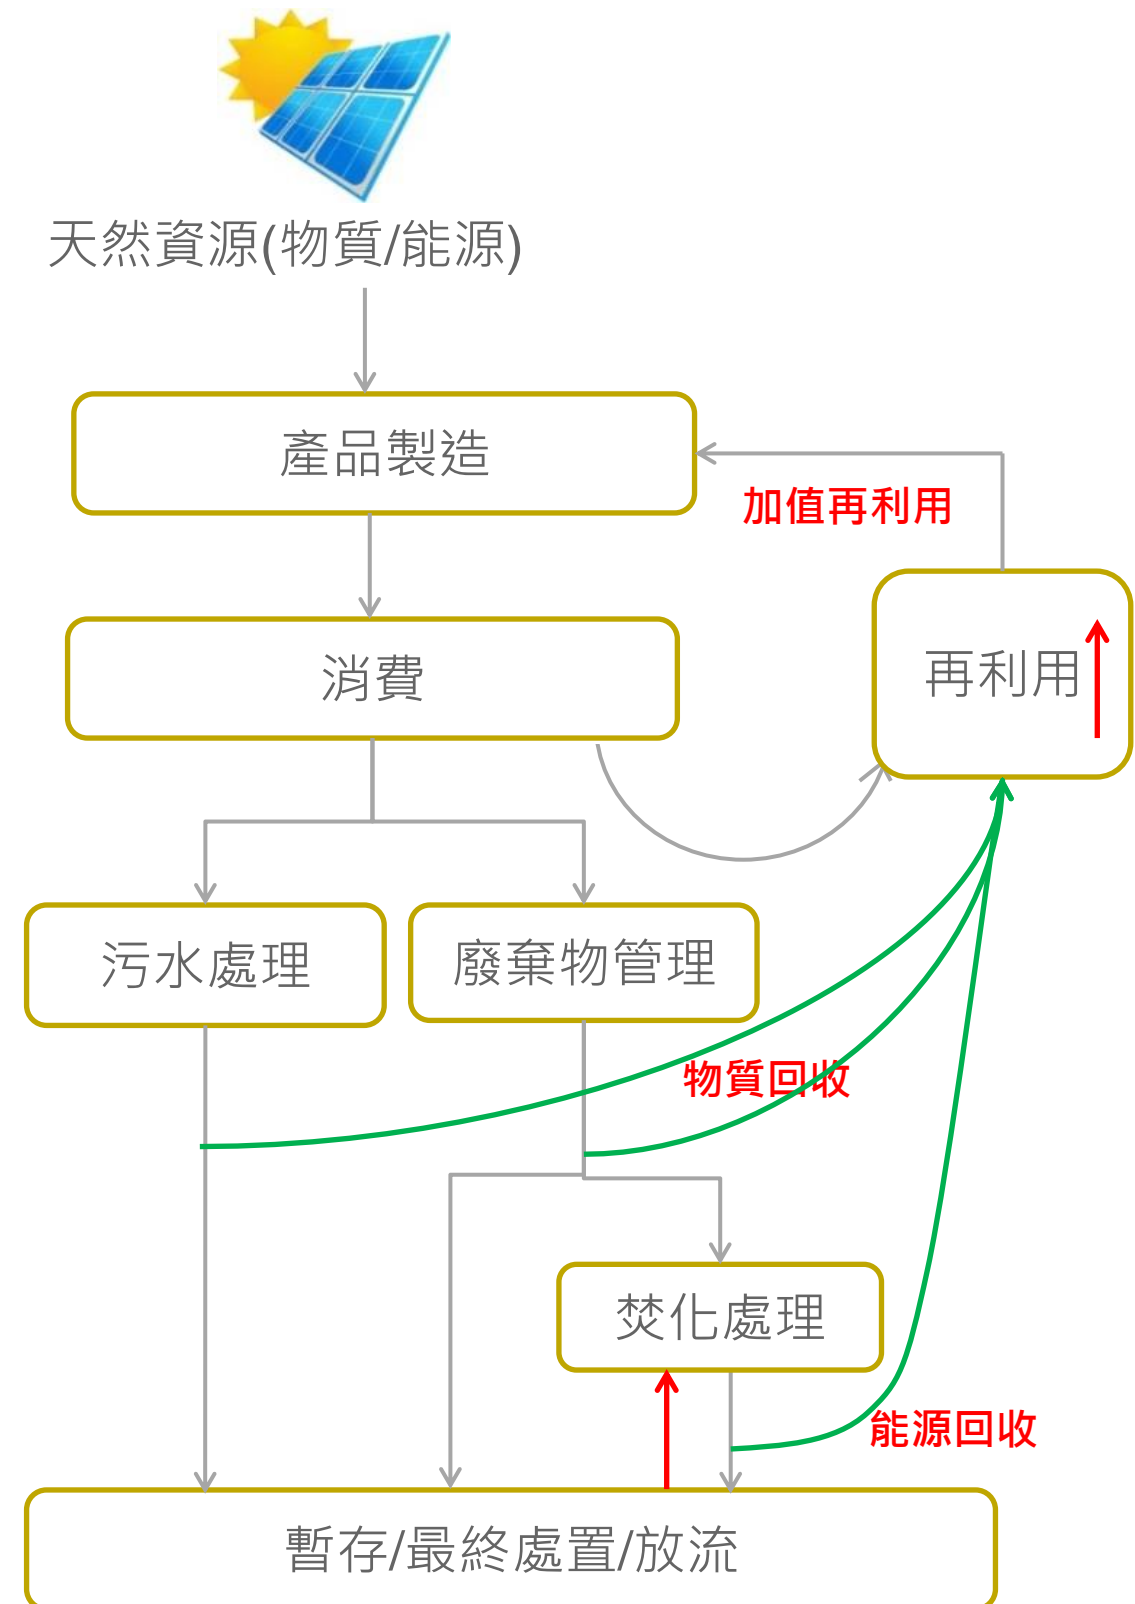 天然資源(物質/能源)
產品製造
加值再利用
消費
再利用
污水處理
廢棄物管理
物質回收
焚化處理
能源回收
暫存/最終處置/放流